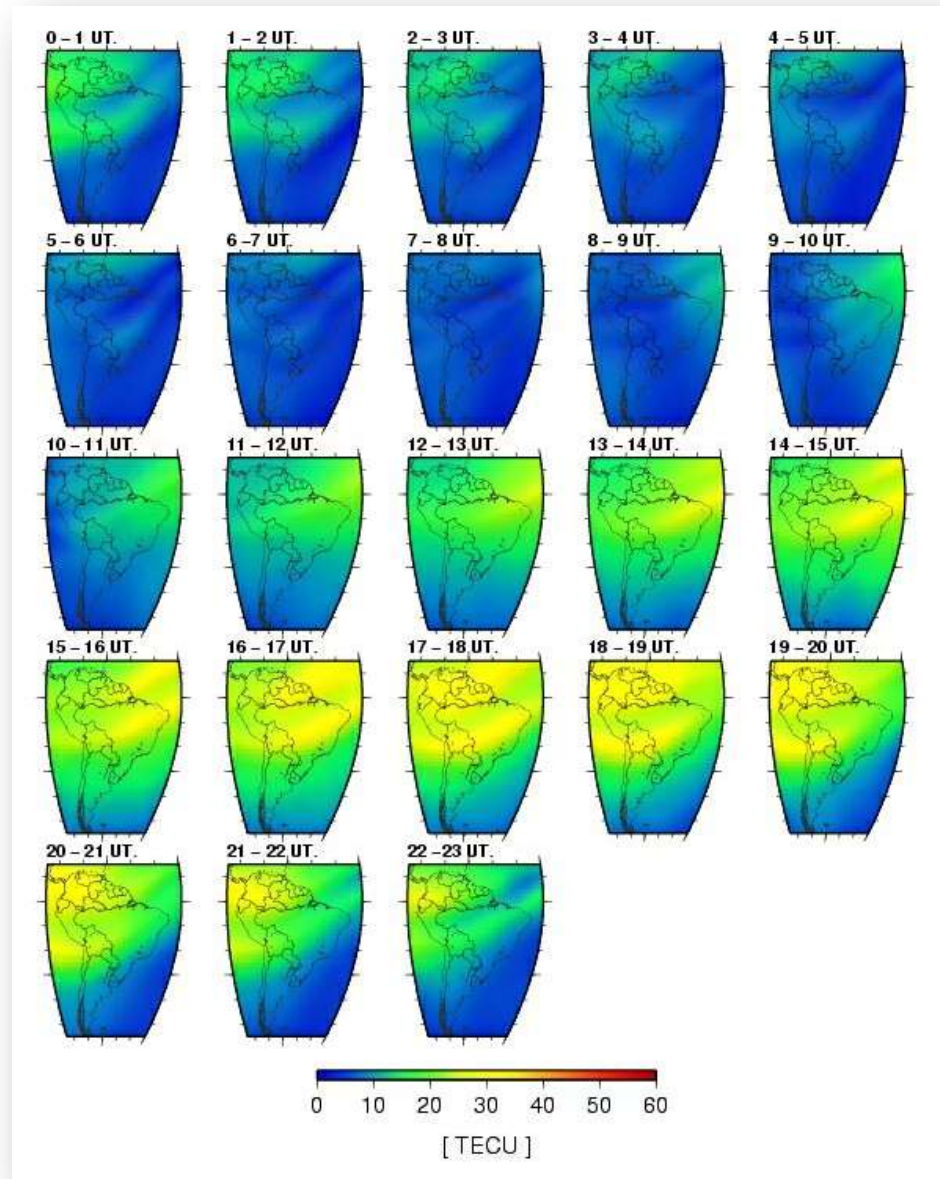 0 – 1 UT. 1 – 2 UT. 2 – 3 UT. 3 – 4 UT. 4 – 5 UT.
5 – 6 UT. 6 –7 UT. 7 – 8 UT. 8 – 9 UT. 9 – 10 UT.
10 – 11 UT. 11 – 12 UT. 12 – 13 UT. 13 – 14 UT. 14 – 15 UT.
15 – 16 UT. 16 – 17 UT. 17 – 18 UT. 18 – 19 UT. 19 – 20 UT.
20 – 21 UT. 21 – 22 UT. 22 –23 UT.
0 10 20 30 40 50 60
[ TECU ]